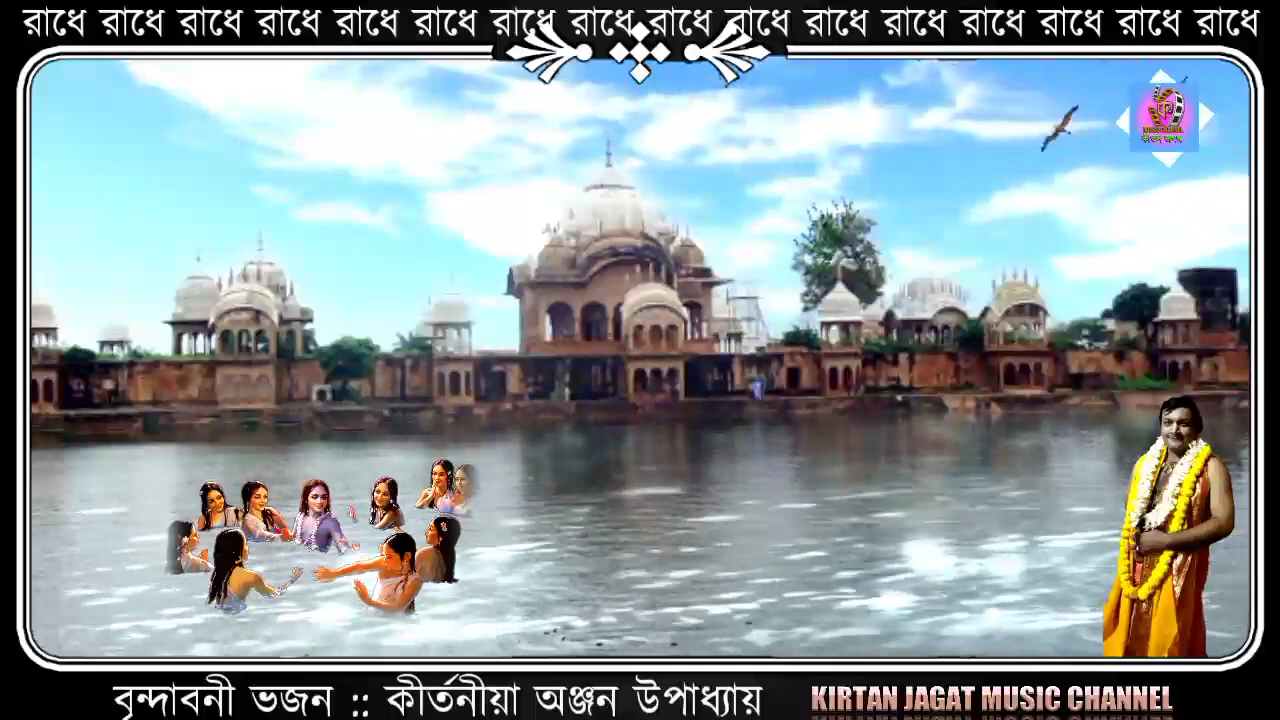 রাধে রাধে রাধে রাধে রাধে রাধে রাধে রাধে রাধে রাধে রাধে রাধে রাধে রাধে রাধে রাধে
বৃন্দাবনী ভজন :: কীর্তনীয়া অঞ্জন উপাধ্যায়
KIRTAN JAGAT MUSIC CHANNEL